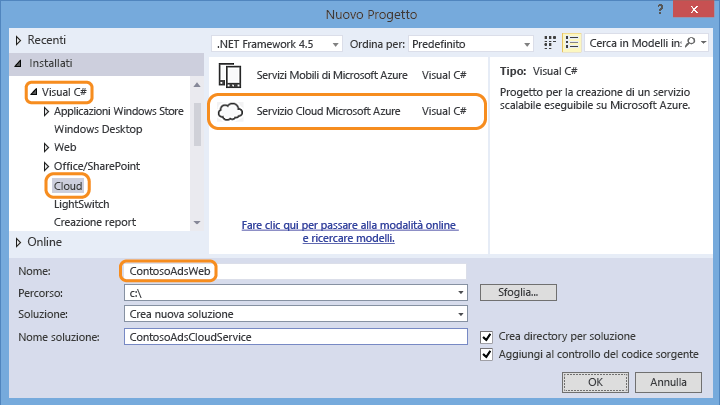 Nuovo Progetto
? x
Recenti
Installati
Visual C#
Applicazioni Windows Store
Windows Desktop
Web
Office/SharePoint
Cloud
LightSwitch
Creazione report
Online
.NET Framework 4.5
Ordina per: Predefinito
Cerca in Modelli in:
Servizi Mobili di Microsoft Azure Visual C#
Servizio Cloud Microsoft Azure Visual C#
Fare clic qui per passare alla modalità online
e ricercare modelli.
Tipo: Visual C#
Progetto per la creazione di un servizio
scalabile eseguibile su Microsoft Azure.
Nome: ContosoAdsWeb
Percorso: c:\ Sfoglia...
Soluzione: Crea nuova soluzione
Nome soluzione: ContosoAdsCloudService
Crea directory per soluzione
Aggiungi al controllo del codice sorgente
OK Annulla